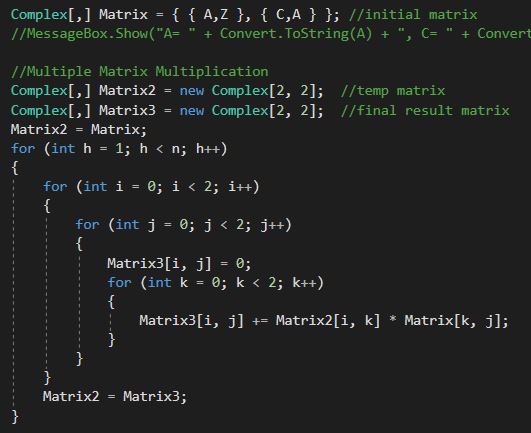 Complex[,] Matrix = { { A,Z }, { C,A } }; //initial matrix
//MessageBox.Show("A= " + Convert.ToString(A) + ", C= " + Convert
//Multiple Matrix Multiplication
Complex[,] Matrix2 = new Complex[2, 2];  //temp matrix
Complex[,] Matrix3 = new Complex[2, 2];  //final result matrix
Matrix2 = Matrix;
for (int h = 1; h < n; h++)
{
    for (int i = 0; i < 2; i++)
    {
        for (int j = 0; j < 2; j++)
        {
            Matrix3[i, j] = 0;
            for (int k = 0; k < 2; k++)
            {
                Matrix3[i, j] += Matrix2[i, k] * Matrix[k, j];
            }
        }
    }
    Matrix2 = Matrix3;
}